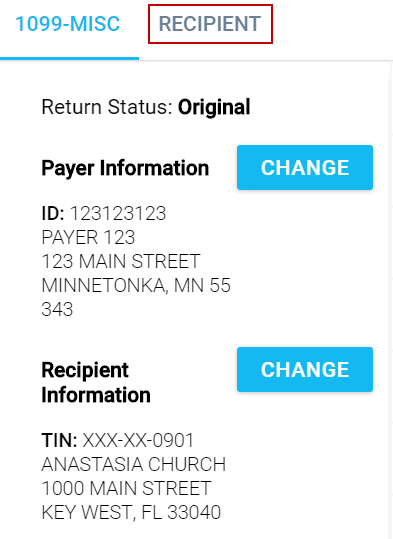 1099-MISC RECIPIENT
Return Status: Original
Payer Information CHANGE
ID: 123123123
PAYER 123
123 MAIN STREET
MINNETONKA, MN 55
343
Recipient CHANGE
Information
TIN: XXX-XX-0901
ANASTASIA CHURCH
1000 MAIN STREET
KEY WEST, FL 33040